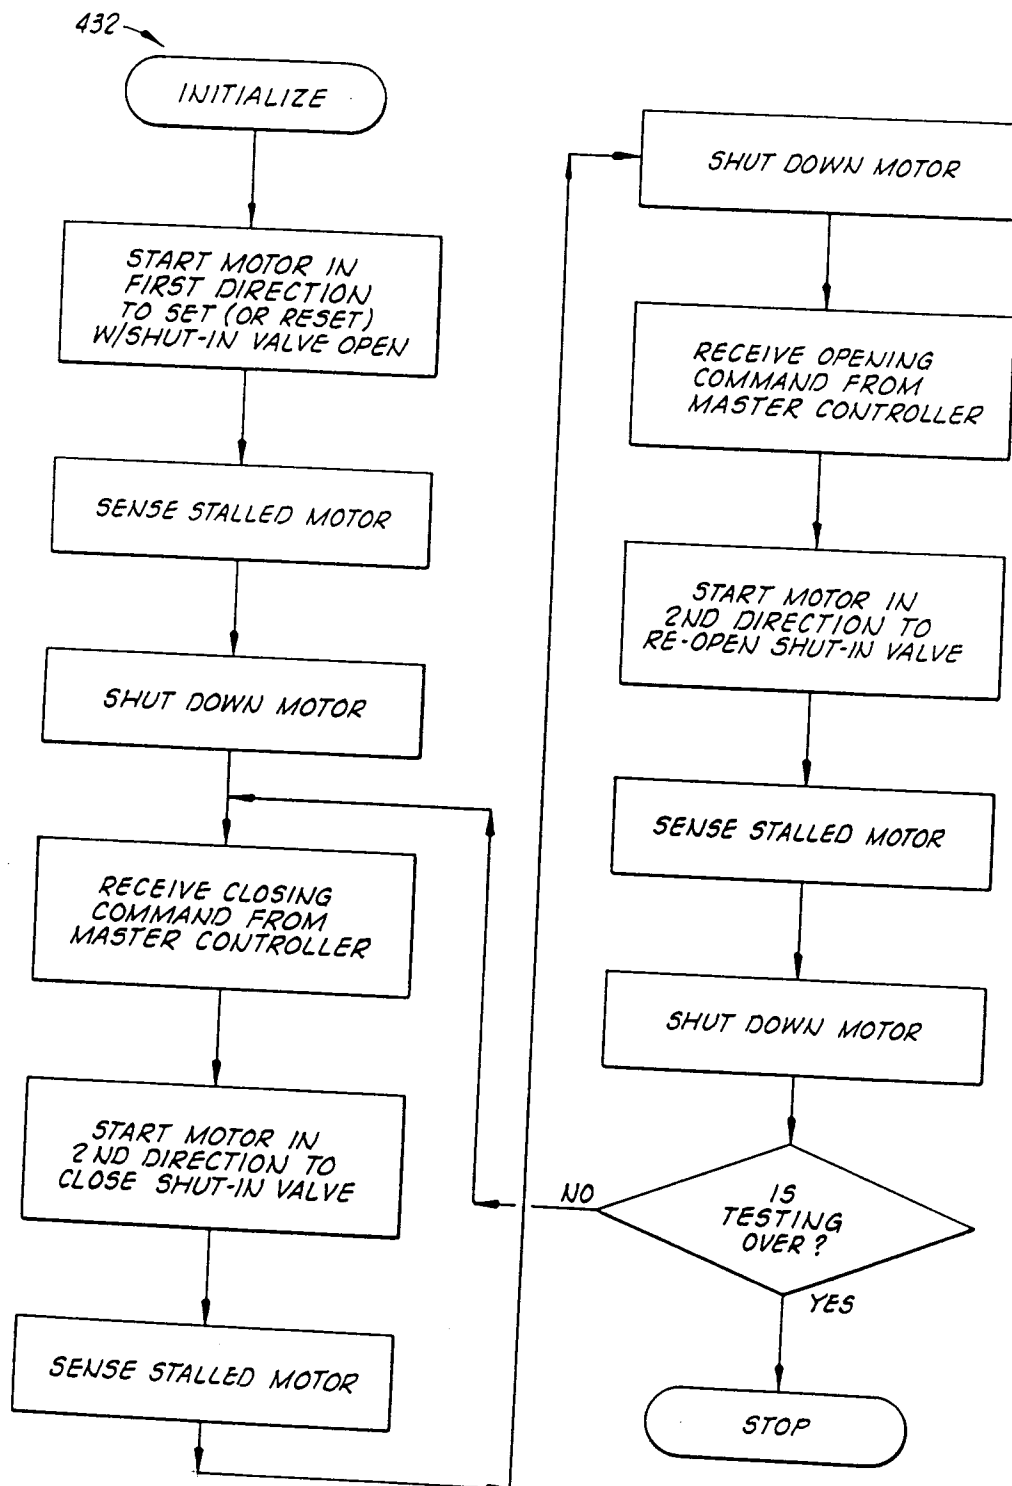 432
INITIALIZE
START MOTOR IN
FIRST DIRECTION
TO SET (OR RESET)
W/SHUT-IN VALVE OPEN
SENSE STALLED MOTOR
SHUT DOWN MOTOR
RECEIVE CLOSING
COMMAND FROM
MASTER CONTROLLER
START MOTOR IN
2ND DIRECTION TO
CLOSE SHUT-IN VALVE
SENSE STALLED MOTOR
SHUT DOWN MOTOR
RECEIVE OPENING
COMMAND FROM
MASTER CONTROLLER
START MOTOR IN
2ND DIRECTION TO
RE-OPEN SHUT-IN VALVE
SENSE STALLED MOTOR
SHUT DOWN MOTOR
IS
TESTING
OVER?
NO
YES
STOP